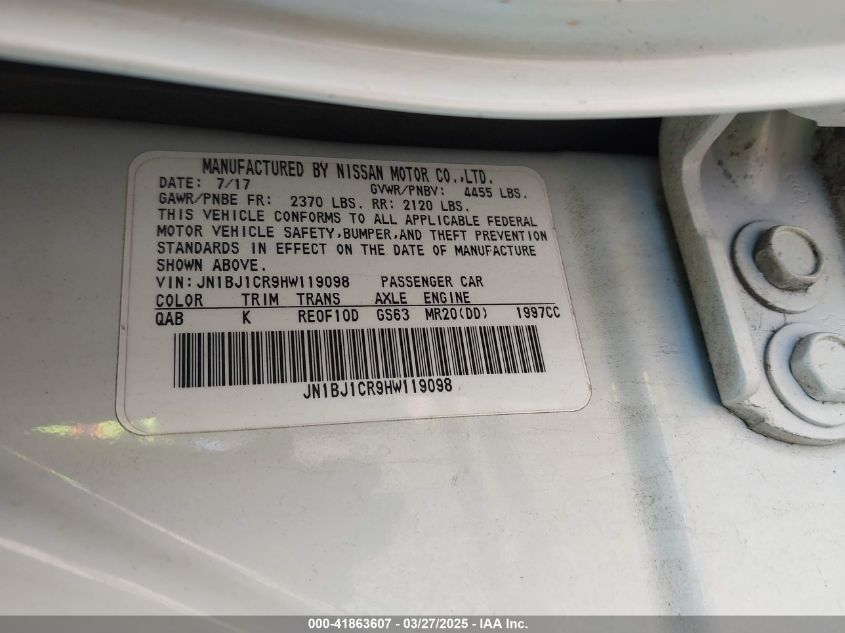 MANUFACTURED BY NISSAN MOTOR CO.,LTD.
DATE: 7/17 GVWR/PNBV: 4455 LBS.
GAWR/PNBE FR: 2370 LBS. RR: 2120 LBS.
THIS VEHICLE CONFORMS TO ALL APPLICABLE FEDERAL
MOTOR VEHICLE SAFETY,BUMPER,AND THEFT PREVENTION
STANDARDS IN EFFECT ON THE DATE OF MANUFACTURE
SHOWN ABOVE.
VIN:JN1BJ1CR9HW119098 PASSENGER CAR
COLOR TRIM TRANS AXLE ENGINE
QAB K RE0F10D GS63 MR20(DD) 1997CC
JN1BJ1CR9HW119098
000-41863607 - 03/27/2025 - IAA Inc.